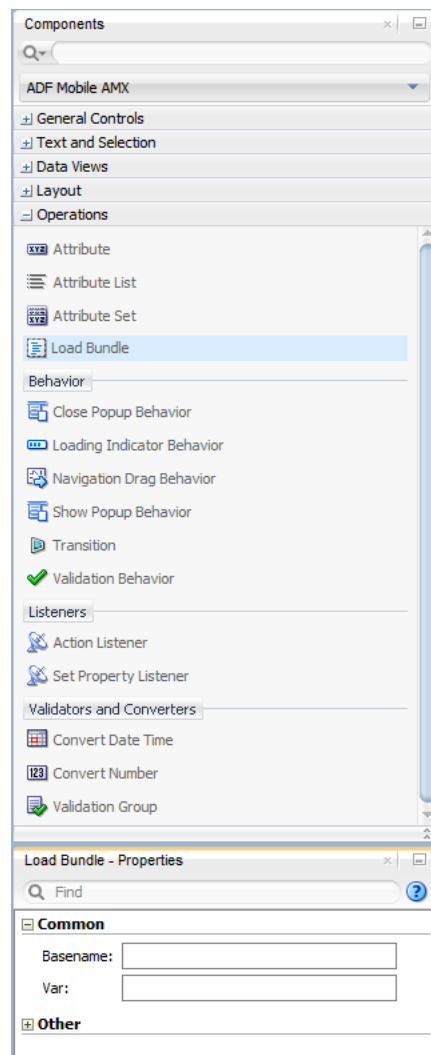 Components
ADF Mobile AMX
General Controls
Text and Selection
Data Views
Layout
Operations
Attribute
Attribute List
Attribute Set
Load Bundle
Behavior
Close Popup Behavior
Loading Indicator Behavior
Navigation Drag Behavior
Show Popup Behavior
Transition
Validation Behavior
Listeners
Action Listener
Set Property Listener
Validators and Converters
Convert Date Time
Convert Number
Validation Group
Load Bundle - Properties
Find
Common
Basename:
Var:
Other